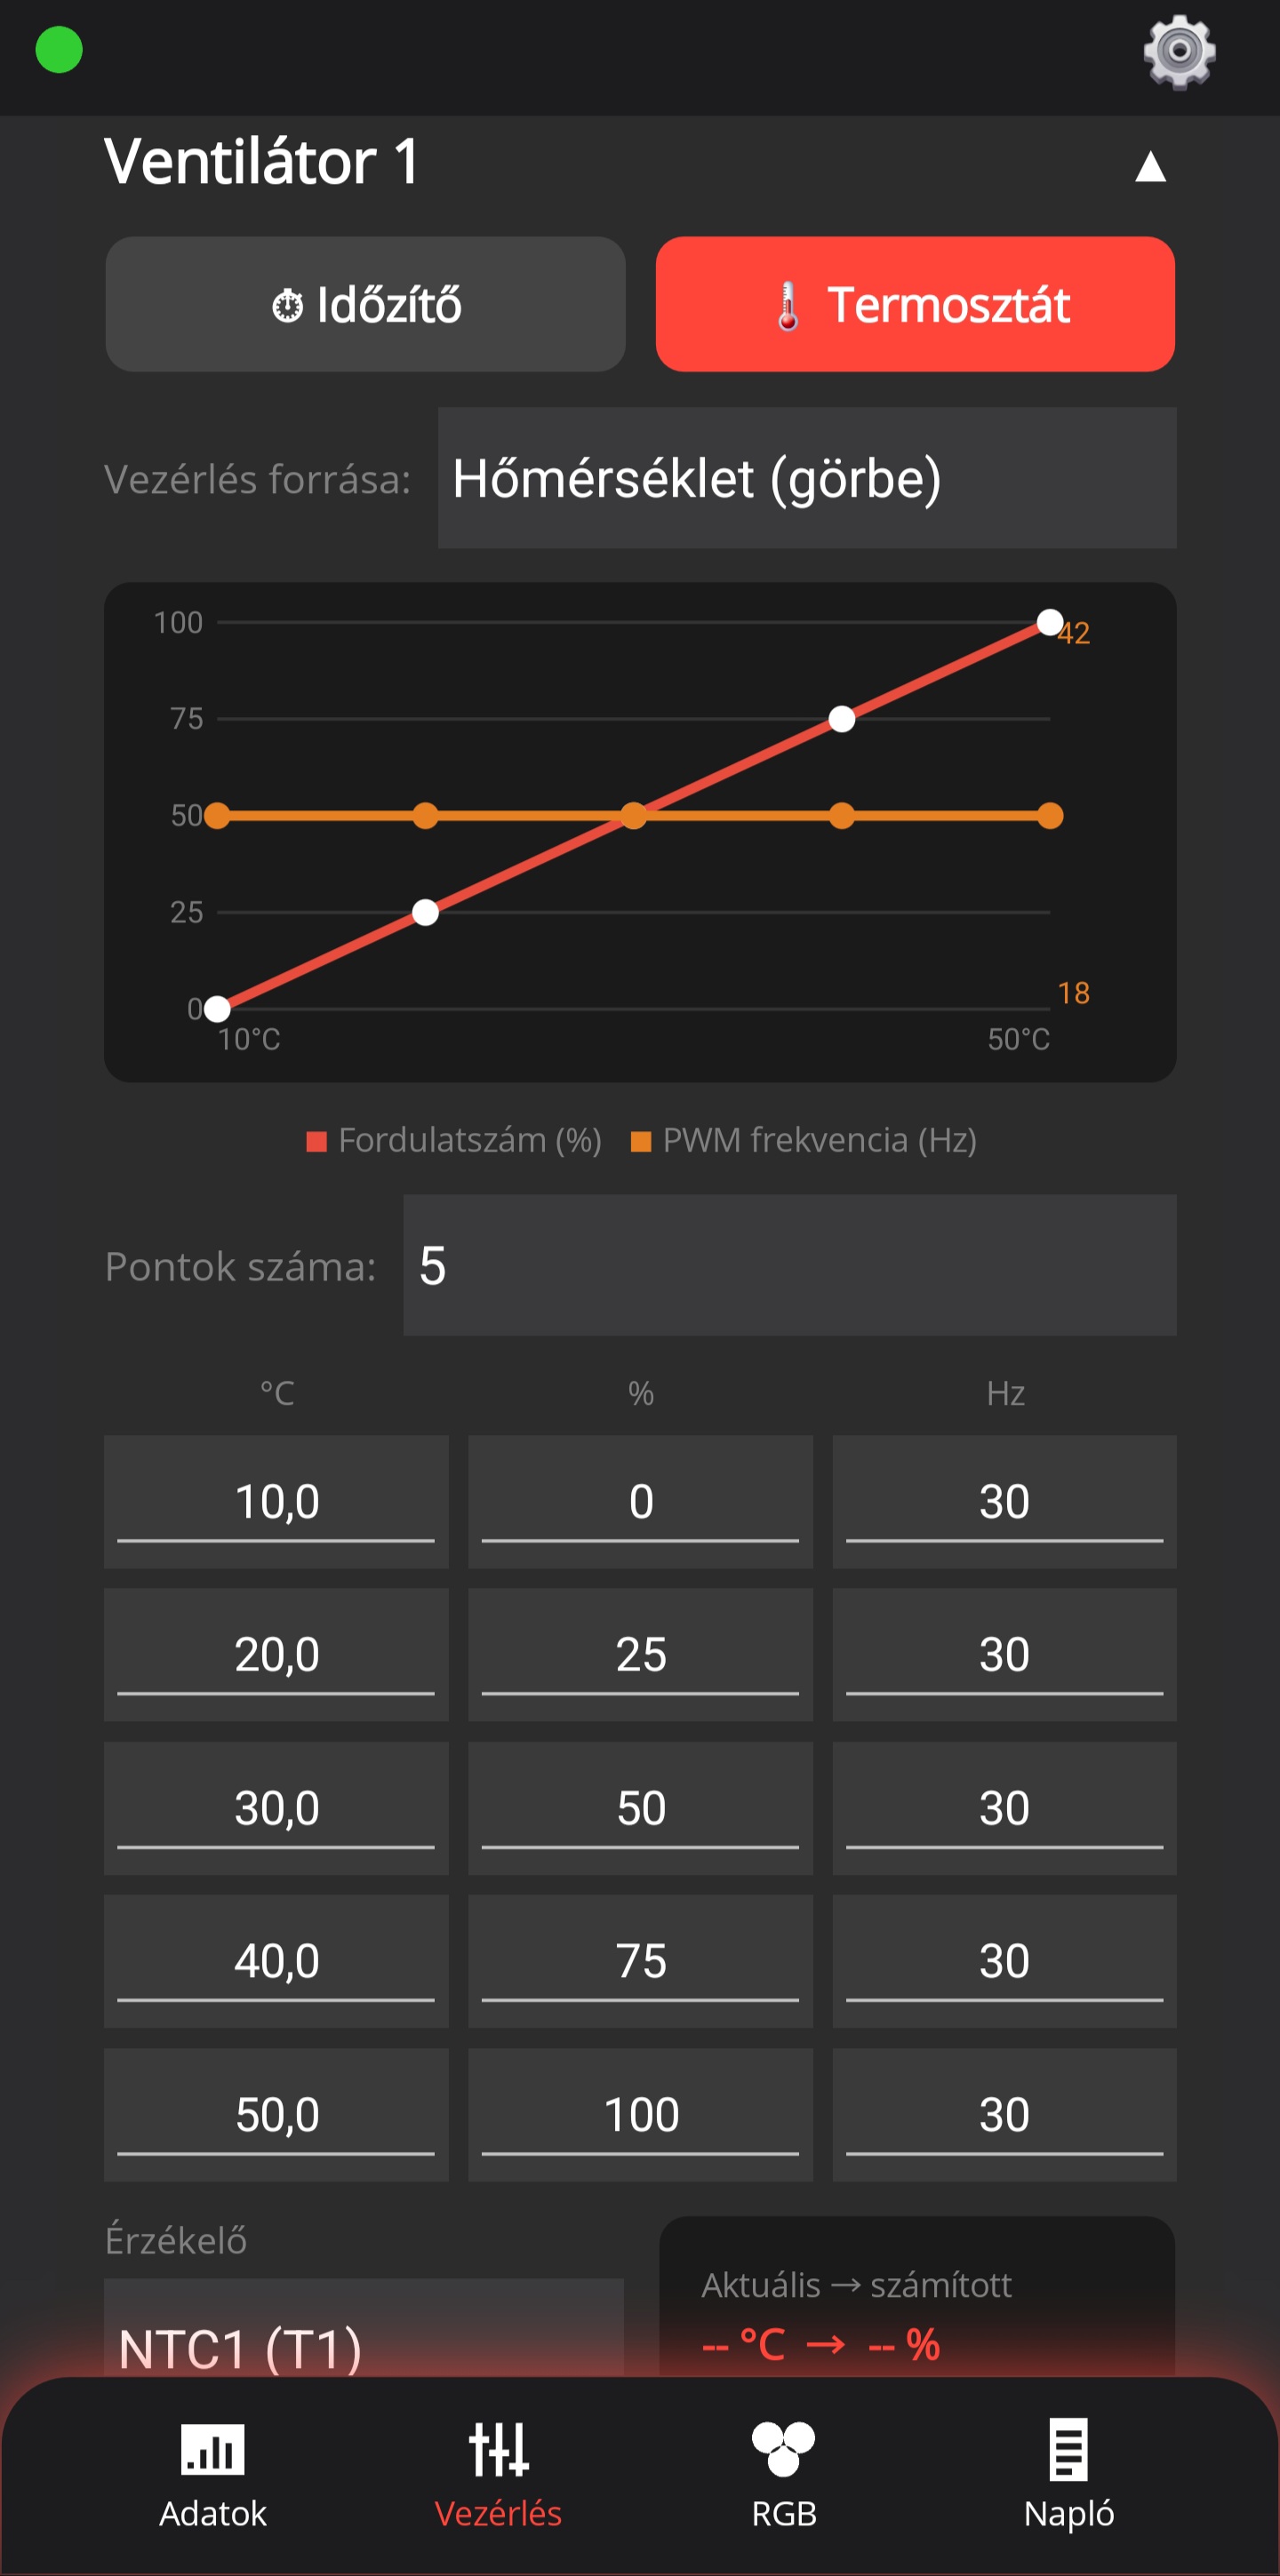 Ventilátor 1 ▲
⏱ Időzítő 🌡 Termosztát
Vezérlés forrása: Hőmérséklet (görbe)
100
42
75
50
25
0
18
10°C 50°C
Fordulatszám (%) PWM frekvencia (Hz)
Pontok száma: 5
°C % Hz
10,0 0 30
20,0 25 30
30,0 50 30
40,0 75 30
50,0 100 30
Érzékelő
NTC1 (T1)
Aktuális → számított
-- °C → -- %
Adatok Vezérlés RGB Napló